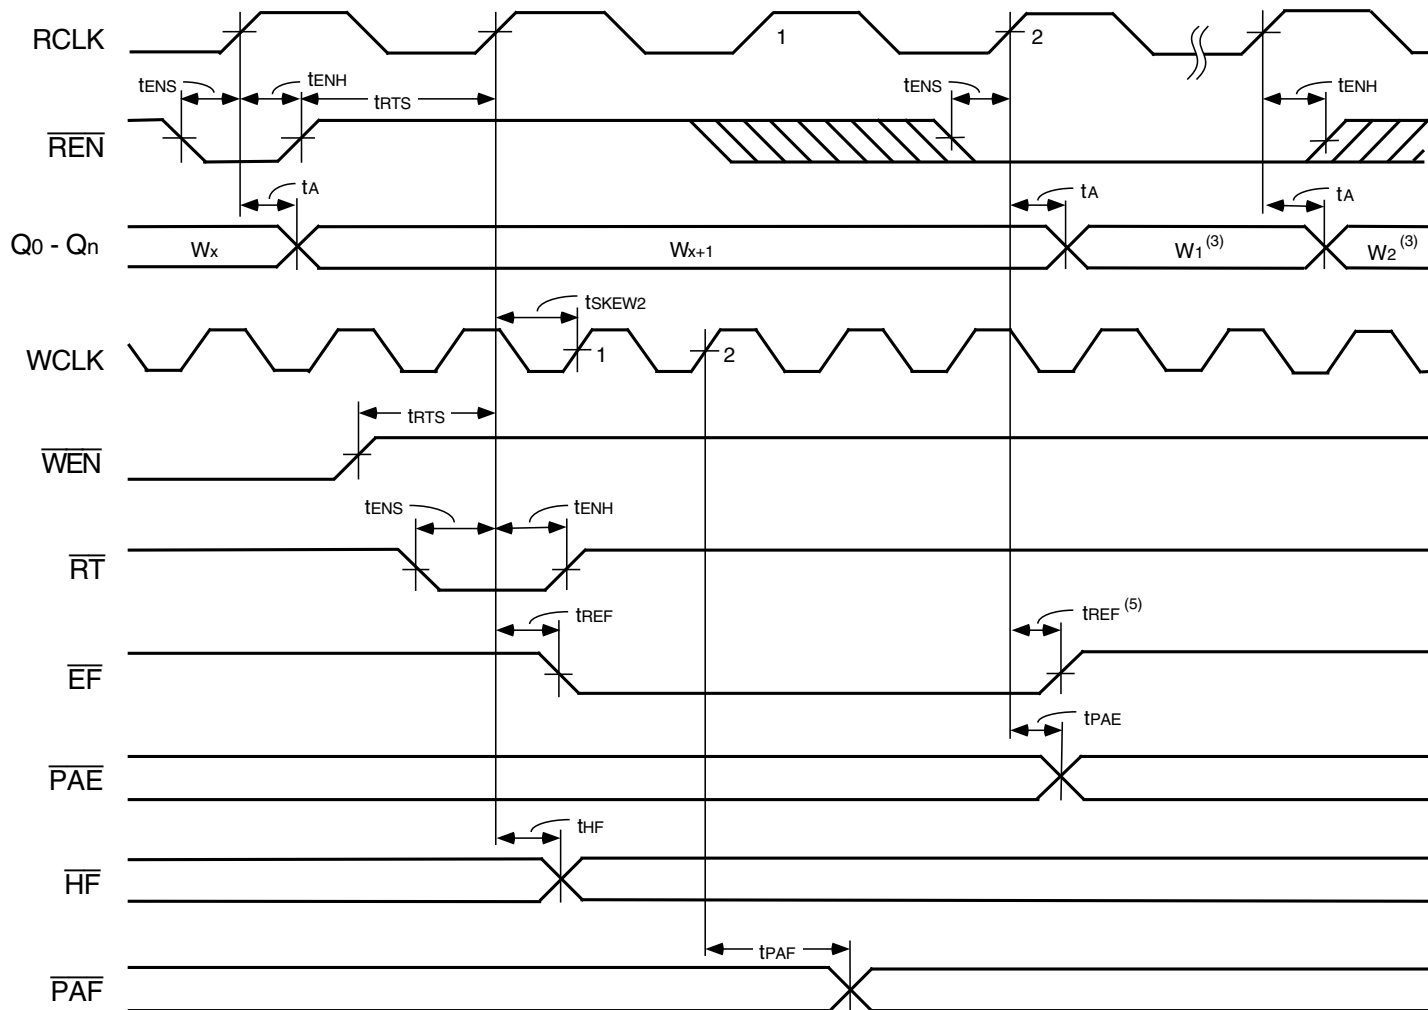 RCLK 1 2
tENS tENH tRTS tENS tENH
REN
tA tA tA
Q0 - Qn Wx Wx+1 W1 (3) W2 (3)
tSKEW2
WCLK 1 2
tRTS
WEN
tENS tENH
RT
tREF tREF (5)
EF
tPAE
PAE
tHF
HF
tPAF
PAF